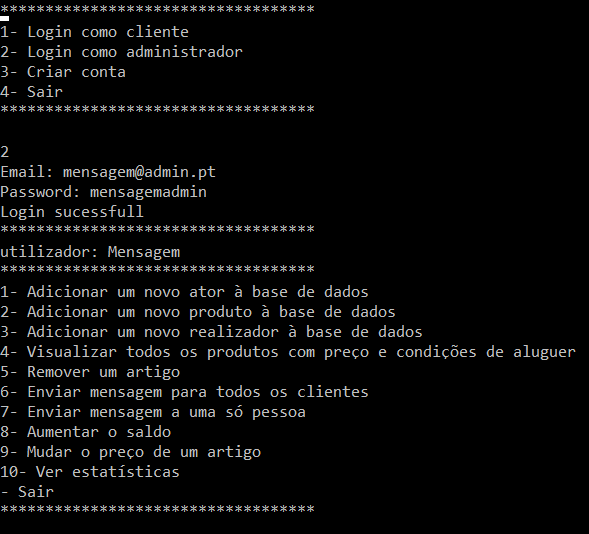 ***********************************
1- Login como cliente
2- Login como administrador
3- Criar conta
4- Sair
***********************************
2
Email: mensagem@admin.pt
Password: mensagemadmin
Login sucessfull
***********************************
utilizador: Mensagem
***********************************
1- Adicionar um novo ator à base de dados
2- Adicionar um novo produto à base de dados
3- Adicionar um novo realizador à base de dados
4- Visualizar todos os produtos com preço e condições de aluguer
5- Remover um artigo
6- Enviar mensagem para todos os clientes
7- Enviar mensagem a uma só pessoa
8- Aumentar o saldo
9- Mudar o preço de um artigo
10- Ver estatísticas
- Sair
***********************************